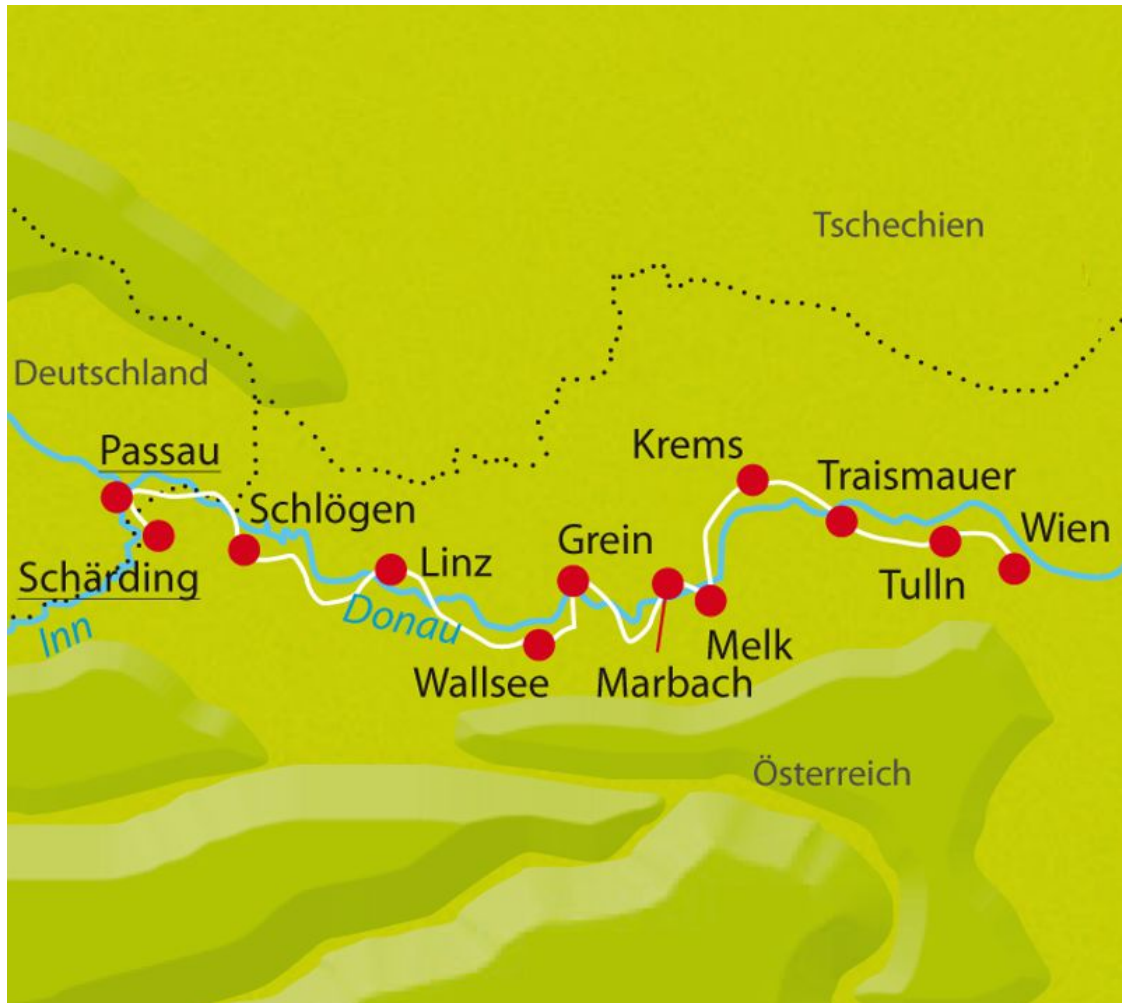 Tschechien
Deutschland
Passau
Krems
Traismauer
Schlögen
Grein
Wien
Linz
Schärding
Tulln
Donau
Inn
Melk
Wallsee
Marbach
Österreich